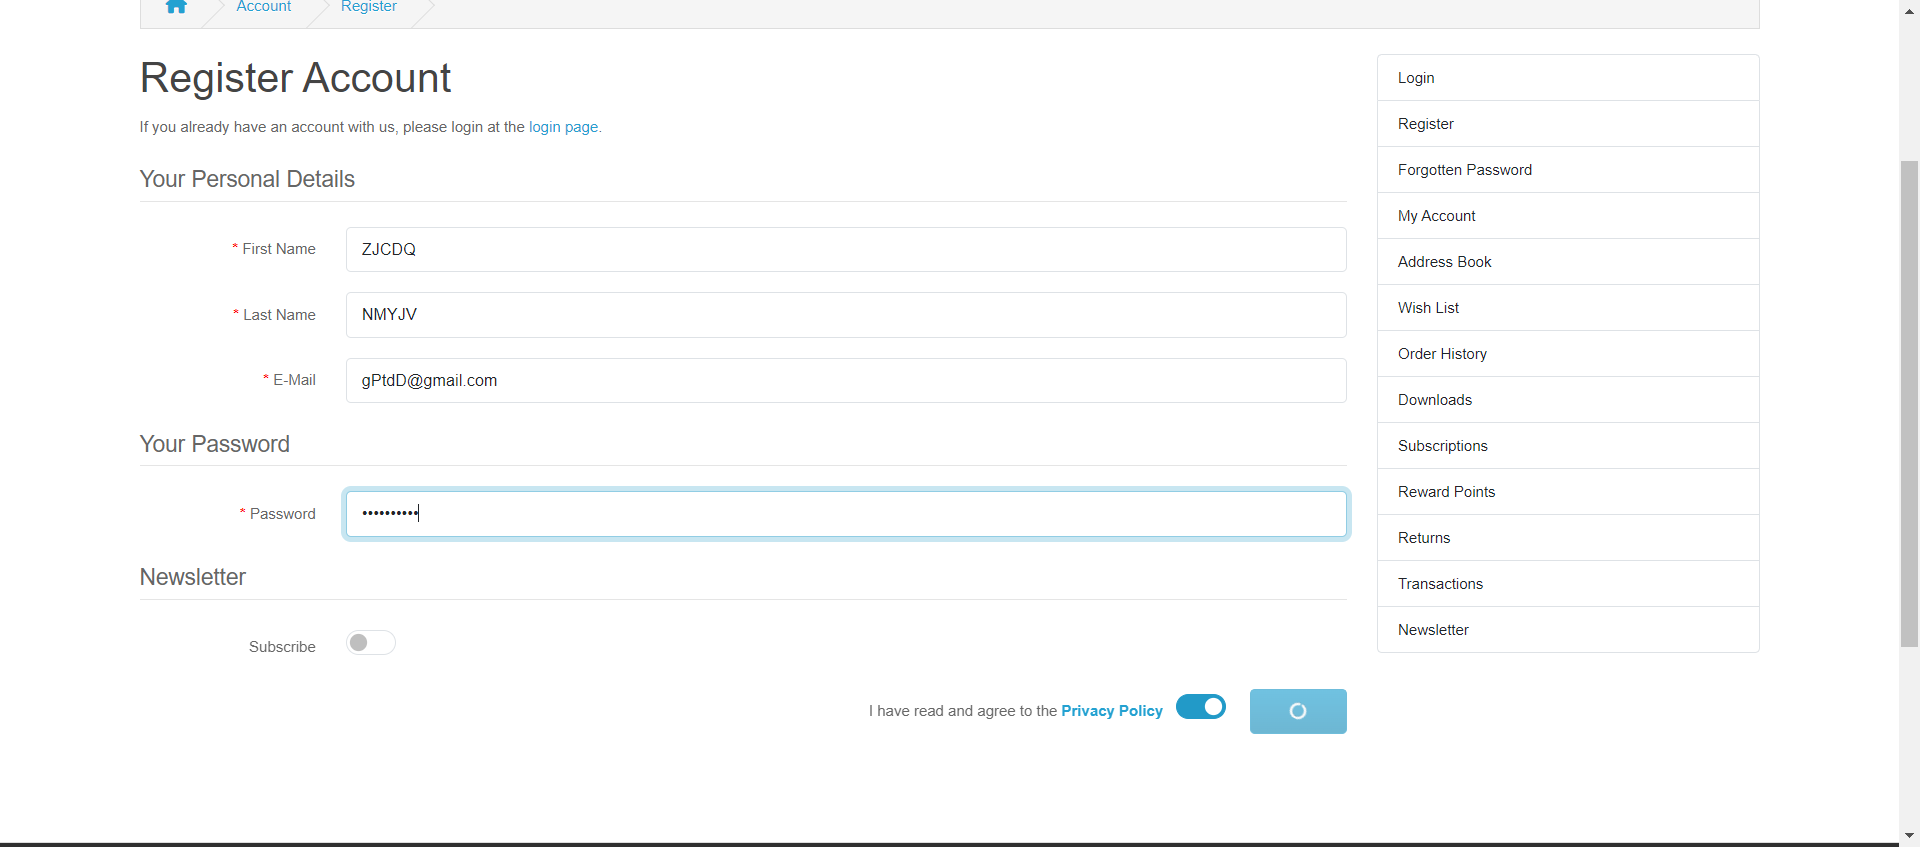 Account
Register
Register Account
If you already have an account with us, please login at the login page.
Your Personal Details
* First Name
ZJCDQ
* Last Name
NMYJV
* E-Mail
gPtdD@gmail.com
Your Password
* Password
••••••••••
Newsletter
Subscribe
I have read and agree to the Privacy Policy
Login
Register
Forgotten Password
My Account
Address Book
Wish List
Order History
Downloads
Subscriptions
Reward Points
Returns
Transactions
Newsletter